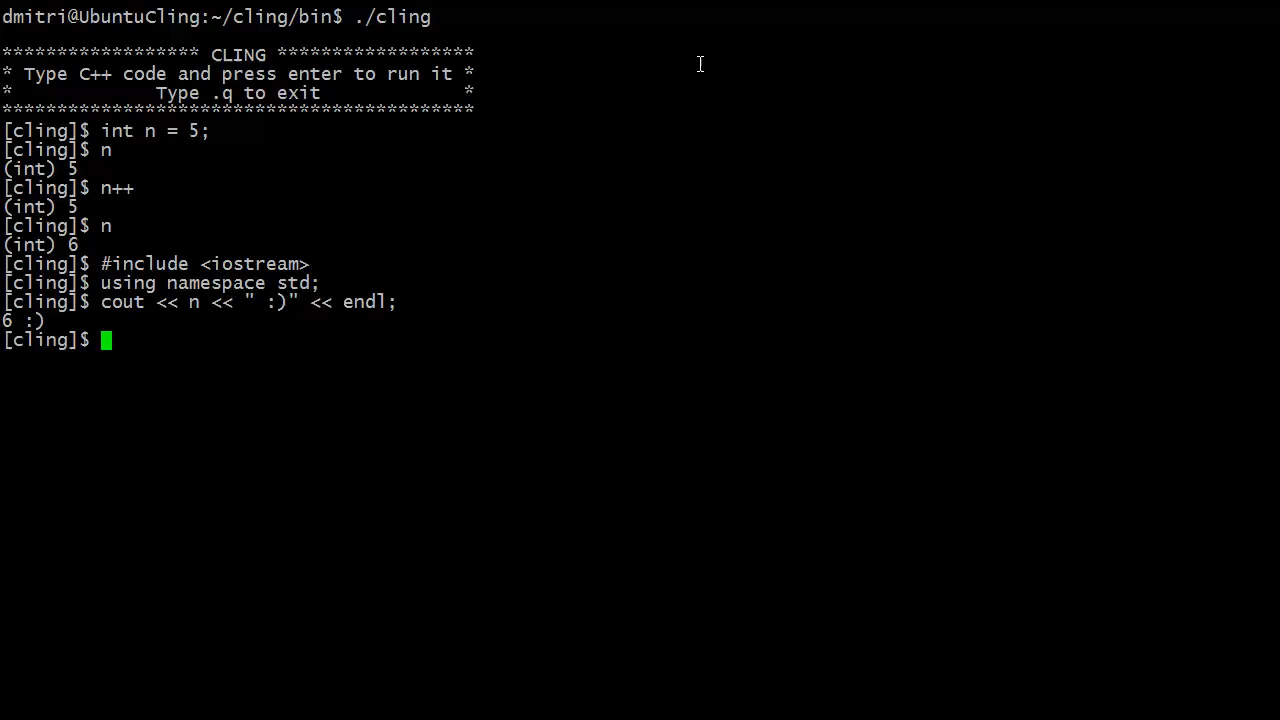 dmitri@UbuntuCling:~/cling/bin$ ./cling
****************** CLING ******************
* Type C++ code and press enter to run it *
*             Type .q to exit             *
*******************************************
[cling]$ int n = 5;
[cling]$ n
(int) 5
[cling]$ n++
(int) 5
[cling]$ n
(int) 6
[cling]$ #include <iostream>
[cling]$ using namespace std;
[cling]$ cout << n << " :)" << endl;
6 :)
[cling]$